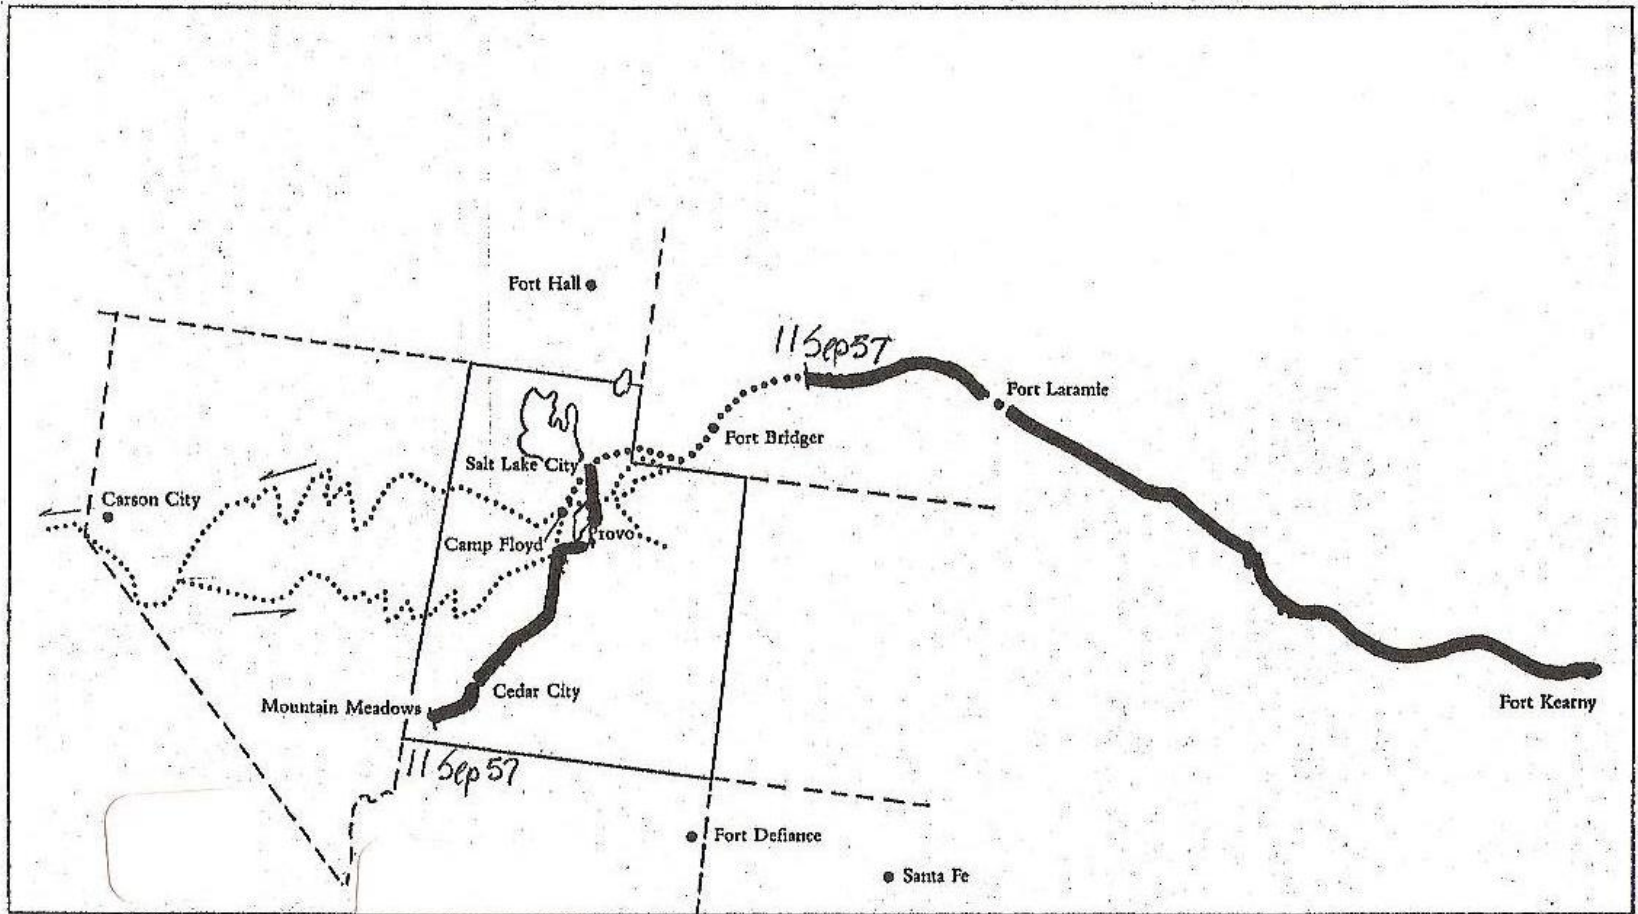 Fort Hall
11 Sep 57
Fort Laramie
Fort Bridger
Salt Lake City
Carson City
Camp Floyd
rovo
Cedar City
Mountain Meadows
Fort Kearny
11 Sep 57
Fort Defiance
Santa Fe